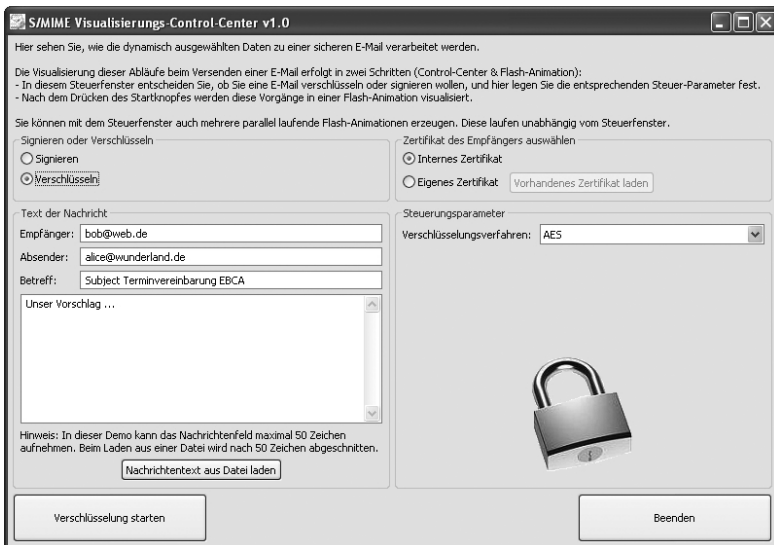 S/MIME Visualisierungs-Control-Center v1.0
Hier sehen Sie, wie die dynamisch ausgewählten Daten zu einer sicheren E-Mail verarbeitet werden.
Die Visualisierung dieser Abläufe beim Versenden einer E-Mail erfolgt in zwei Schritten (Control-Center & Flash-Animation):
- In diesem Steuerfenster entscheiden Sie, ob Sie eine E-Mail verschlüsseln oder signieren wollen, und hier legen Sie die entsprechenden Steuer-Parameter fest.
- Nach dem Drücken des Startknopfes werden diese Vorgänge in einer Flash-Animation visualisiert.
Sie können mit dem Steuerfenster auch mehrere parallel laufende Flash-Animationen erzeugen. Diese laufen unabhängig vom Steuerfenster.
Signieren oder Verschlüsseln
Signieren
Verschlüsseln
Zertifikat des Empfängers auswählen
Internes Zertifikat
Eigenes Zertifikat Vorhandenes Zertifikat laden
Text der Nachricht
Empfänger: bob@web.de
Absender: alice@wunderland.de
Betreff: Subject Terminvereinbarung EBCA
Unser Vorschlag ...
Hinweis: In dieser Demo kann das Nachrichtenfeld maximal 50 Zeichen
aufnehmen. Beim Laden aus einer Datei wird nach 50 Zeichen abgeschnitten.
Nachrichtentext aus Datei laden
Steuerungsparameter
Verschlüsselungsverfahren: AES
Verschlüsselung starten
Beenden